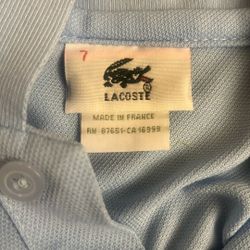 7
®
LACOSTE
MADE IN FRANCE
RN 87651-CA 16999